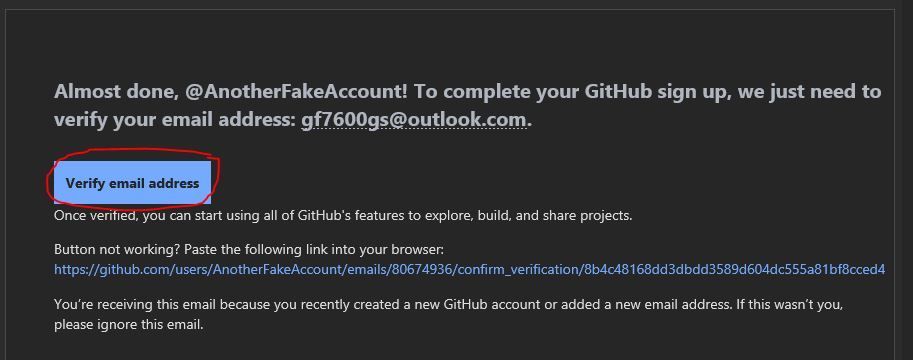 Almost done, @AnotherFakeAccount! To complete your GitHub sign up, we just need to
verify your email address: gf7600gs@outlook.com.
Verify email address
Once verified, you can start using all of GitHub's features to explore, build, and share projects.
Button not working? Paste the following link into your browser:
https://github.com/users/AnotherFakeAccount/emails/80674936/confirm_verification/8b4c48168dd3dbdd3589d604dc555a81bf8cced4
You’re receiving this email because you recently created a new GitHub account or added a new email address. If this wasn’t you,
please ignore this email.